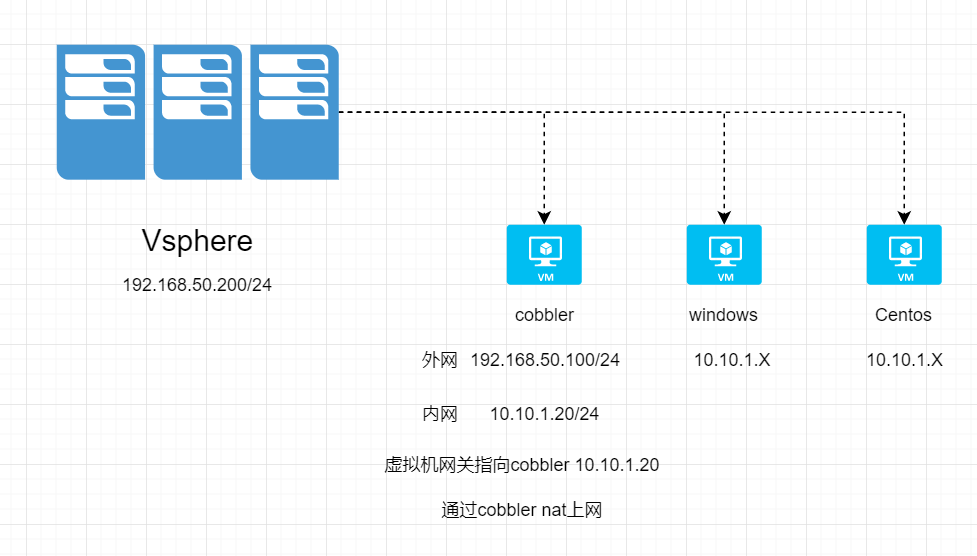 VM VM VM
Vsphere
192.168.50.200/24
cobbler windows Centos
外网 192.168.50.100/24 10.10.1.X 10.10.1.X
内网 10.10.1.20/24
虚拟机网关指向cobbler 10.10.1.20
通过cobbler nat上网